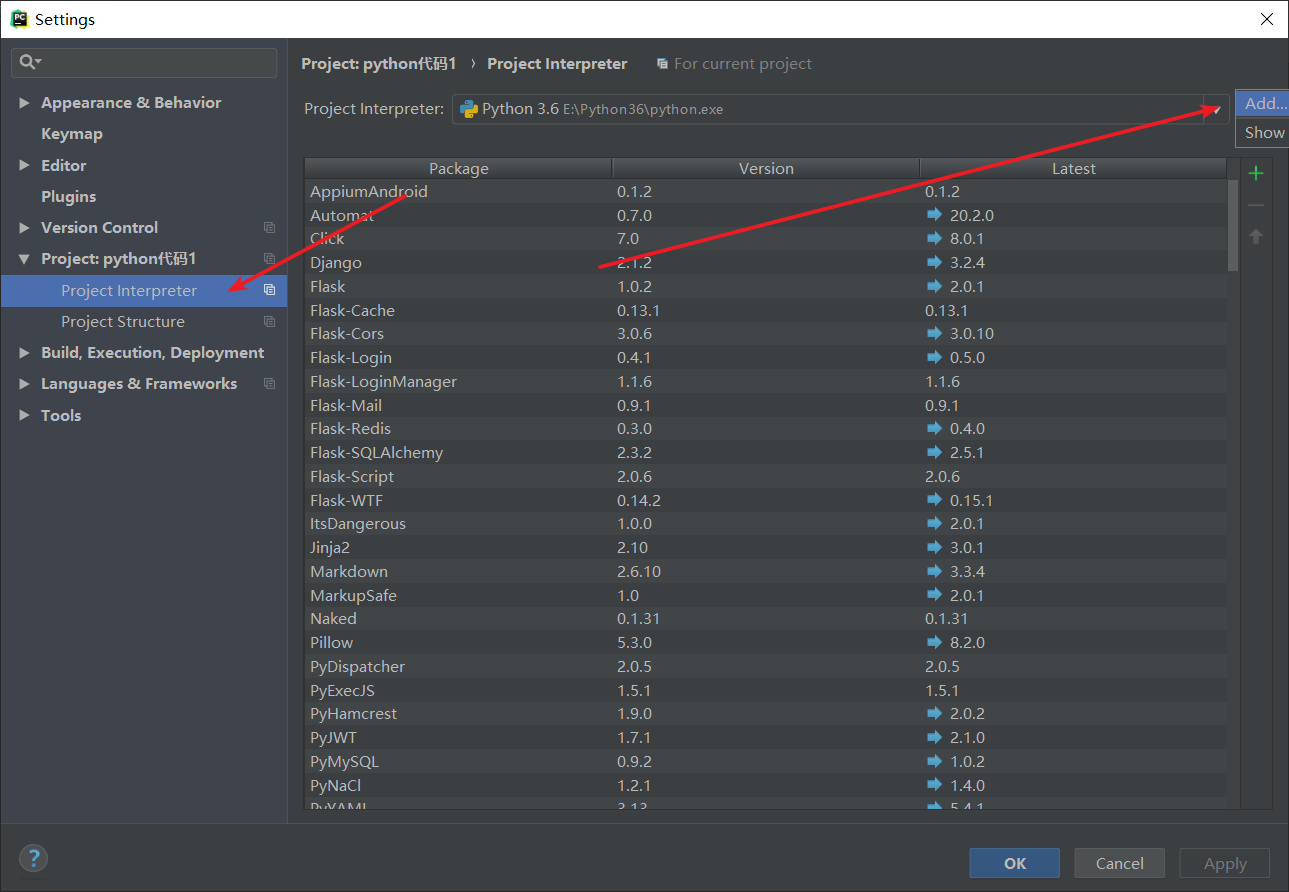 Settings
Project: python代码1 › Project Interpreter For current project
Appearance & Behavior
Keymap
Editor
Plugins
Version Control
Project: python代码1
Project Interpreter
Project Structure
Build, Execution, Deployment
Languages & Frameworks
Tools
Project Interpreter: Python 3.6 E:\Python36\python.exe
Add...
Show
Package Version Latest
AppiumAndroid 0.1.2 0.1.2
Automat 0.7.0 20.2.0
Click 7.0 8.0.1
Django 2.1.2 3.2.4
Flask 1.0.2 2.0.1
Flask-Cache 0.13.1 0.13.1
Flask-Cors 3.0.6 3.0.10
Flask-Login 0.4.1 0.5.0
Flask-LoginManager 1.1.6 1.1.6
Flask-Mail 0.9.1 0.9.1
Flask-Redis 0.3.0 0.4.0
Flask-SQLAlchemy 2.3.2 2.5.1
Flask-Script 2.0.6 2.0.6
Flask-WTF 0.14.2 0.15.1
ItsDangerous 1.0.0 2.0.1
Jinja2 2.10 3.0.1
Markdown 2.6.10 3.3.4
MarkupSafe 1.0 2.0.1
Naked 0.1.31 0.1.31
Pillow 5.3.0 8.2.0
PyDispatcher 2.0.5 2.0.5
PyExecJS 1.5.1 1.5.1
PyHamcrest 1.9.0 2.0.2
PyJWT 1.7.1 2.1.0
PyMySQL 0.9.2 1.0.2
PyNaCl 1.2.1 1.4.0
PyYAML 3.13 5.4.1
OK Cancel Apply